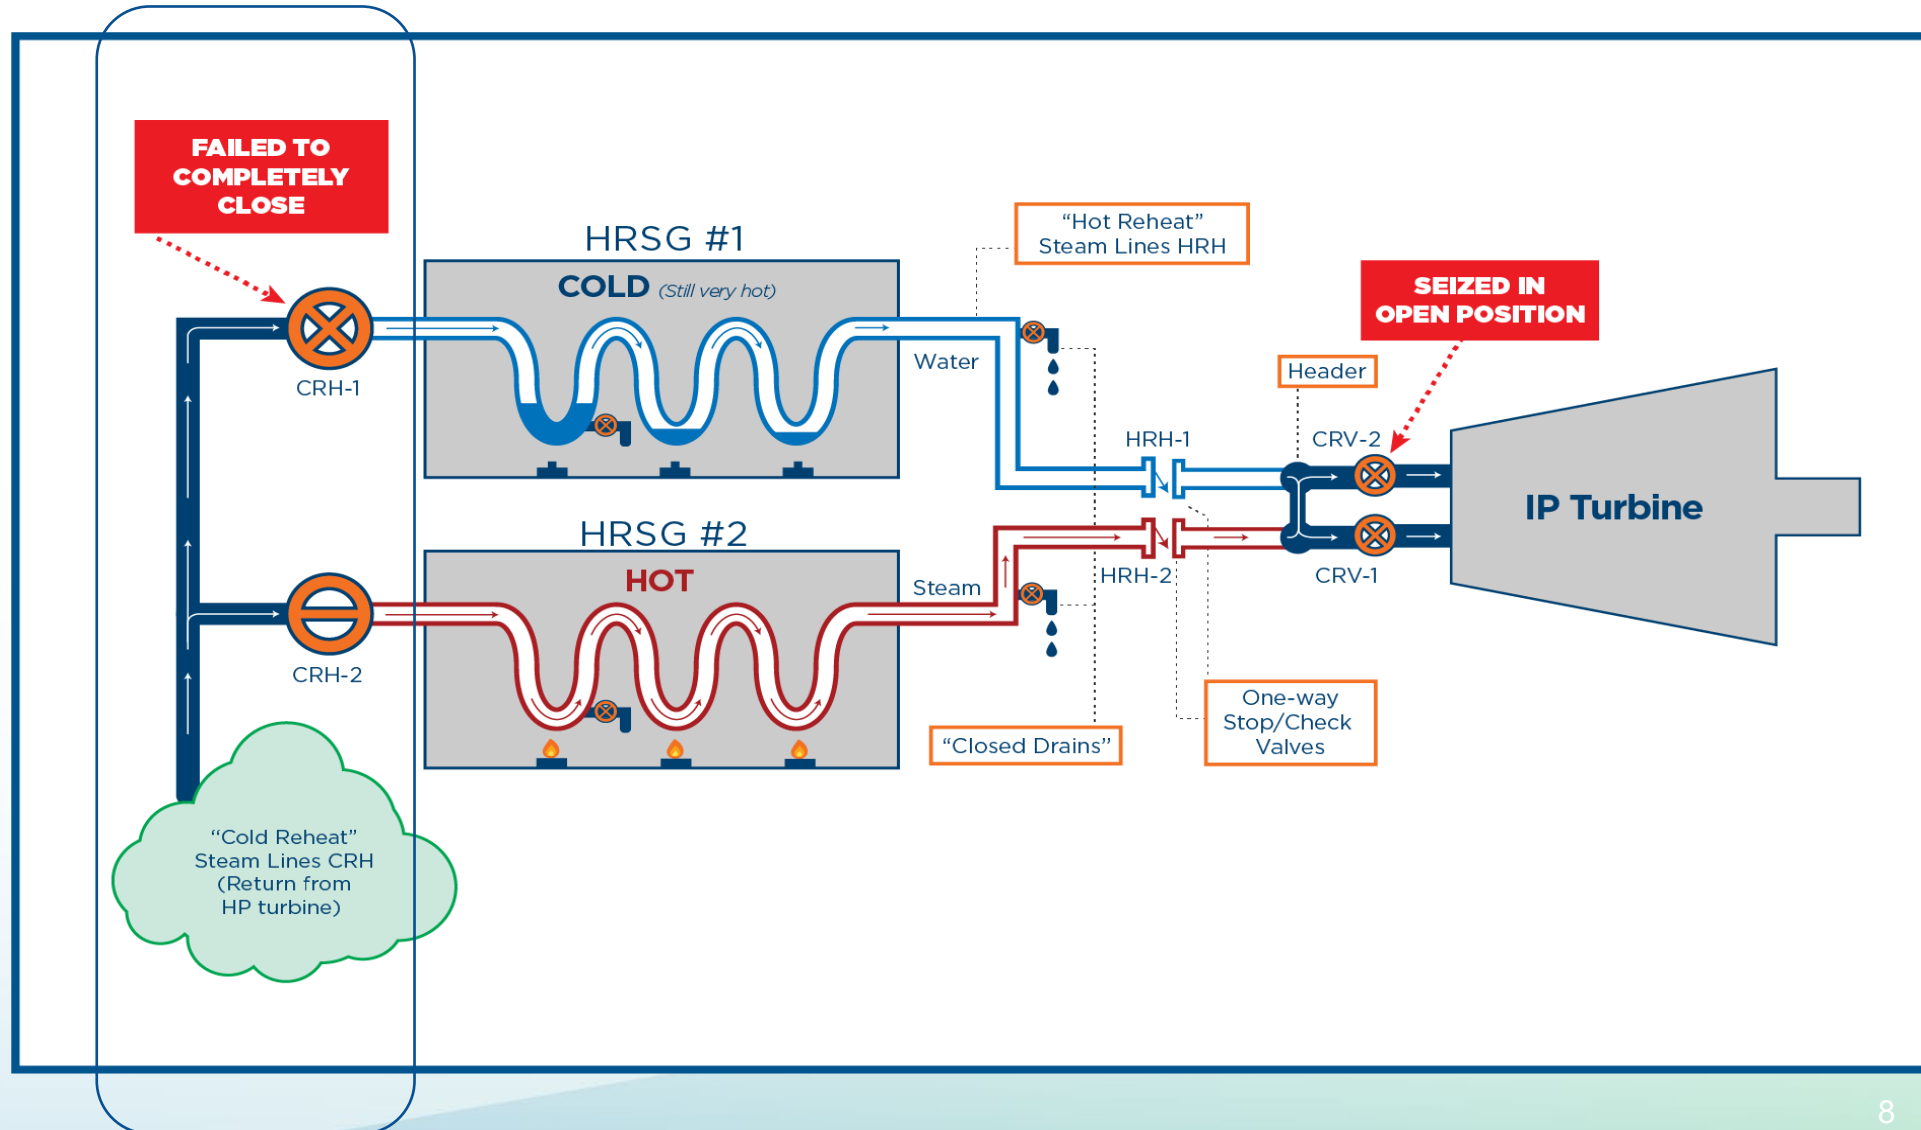 FAILED TO
COMPLETELY
CLOSE
HRSG #1
COLD (Still very hot)
CRH-1
Water
“Hot Reheat”
Steam Lines HRH
SEIZED IN
OPEN POSITION
Header
HRH-1
CRV-2
IP Turbine
HRSG #2
HOT
CRH-2
Steam
HRH-2
CRV-1
One-way
Stop/Check
Valves
“Closed Drains”
“Cold Reheat”
Steam Lines CRH
(Return from
HP turbine)
8